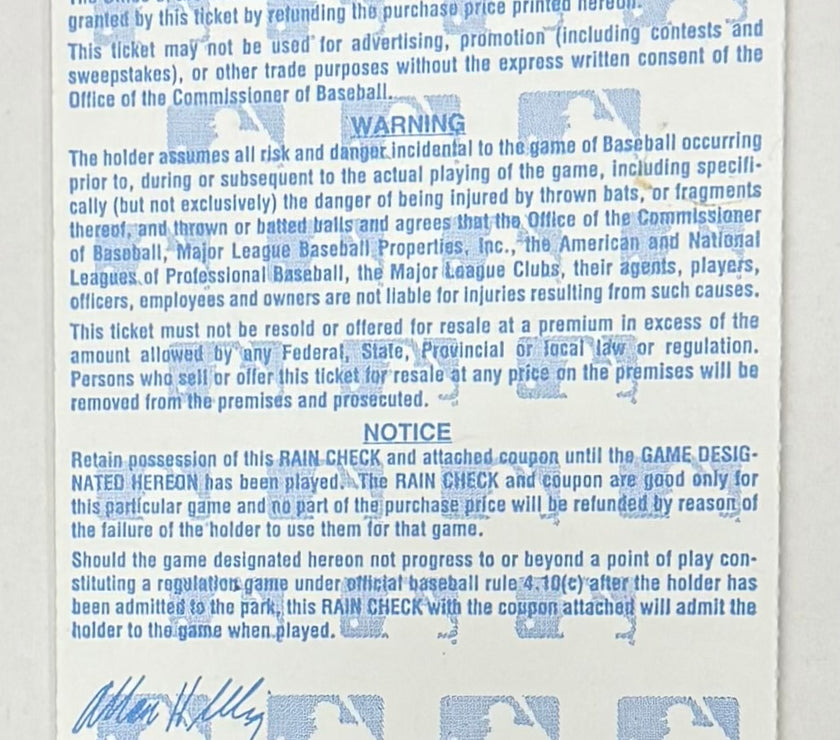 granted by this ticket by refunding the purchase price printed hereon.
This ticket may not be used for advertising, promotion (including contests and
sweepstakes), or other trade purposes without the express written consent of the
Office of the Commissioner of Baseball.
WARNING
The holder assumes all risk and danger incidental to the game of Baseball occurring
prior to, during or subsequent to the actual playing of the game, including specifi-
cally (but not exclusively) the danger of being injured by thrown bats, or fragments
thereof, and thrown or batted balls and agrees that the Office of the Commissioner
of Baseball, Major League Baseball Properties, Inc., the American and National
Leagues of Professional Baseball, the Major League Clubs, their agents, players,
officers, employees and owners are not liable for injuries resulting from such causes.
This ticket must not be resold or offered for resale at a premium in excess of the
amount allowed by any Federal, State, Provincial or local law or regulation.
Persons who sell or offer this ticket for resale at any price on the premises will be
removed from the premises and prosecuted.
NOTICE
Retain possession of this RAIN CHECK and attached coupon until the GAME DESIG-
NATED HEREON has been played. The RAIN CHECK and coupon are good only for
this particular game and no part of the purchase price will be refunded by reason of
the failure of the holder to use them for that game.
Should the game designated hereon not progress to or beyond a point of play con-
stituting a regulation game under official baseball rule 4.10(c) after the holder has
been admitted to the park, this RAIN CHECK with the coupon attached will admit the
holder to the game when played.
Allan H.